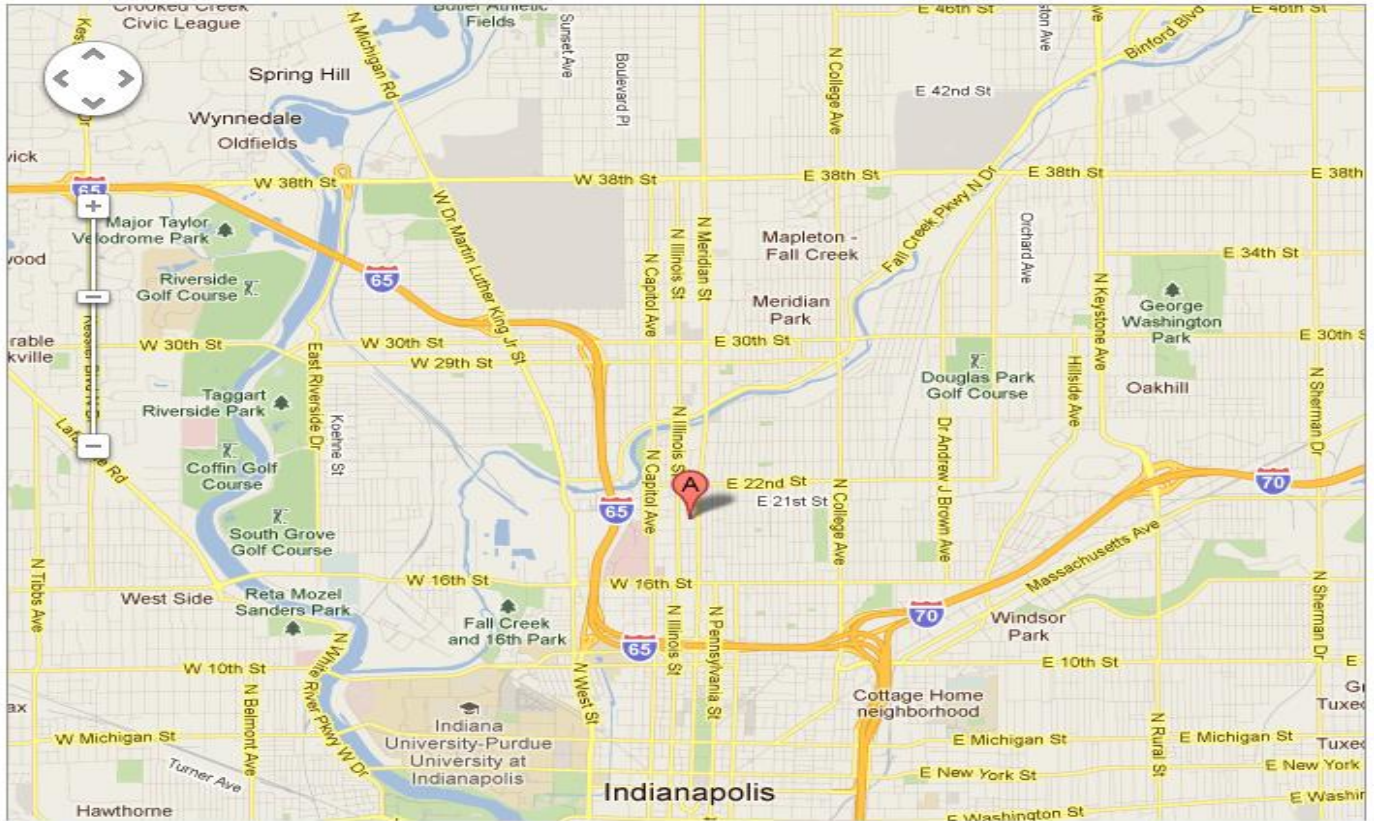 Crooked Creek
Civic League
Butler Athletic
Fields
Sunset Ave
N Michigan Rd
Boulevard Pl
N College Ave
E 46th St
Binford Blvd
E 46th St
Spring Hill
E 42nd St
Wynnedale
Oldfields
W 38th St
W 38th St
E 38th St
E 38th St
E 38th
65
+
Major Taylor
Velodrome Park
W Dr Martin Luther King Jr St
N Illinois St
N Meridian St
Mapleton -
Fall Creek
Fall Creek Pkwy N Dr
Orchard Ave
N Capitol Ave
65
Riverside
Golf Course
E 34th St
N Keystone Ave
George
Washington
Park
Meridian
Park
W 30th St
W 30th St
E 30th St
E 30th S
East Riverside Dr
W 29th St
Douglas Park
Golf Course
Hillside Ave
Oakhill
N Sherman Dr
Taggart
Riverside Park
Koehne St
N Illinois St
Dr Andrew J Brown Ave
Coffin Golf
Course
N Capitol Ave
A
E 22nd St
E 21st St
N College Ave
70
65
South Grove
Golf Course
Massachusetts Ave
N Tibbs Ave
W 16th St
W 16th St
West Side
Reta Mozel
Sanders Park
Fall Creek
and 16th Park
N Illinois St
N Pennsylvania St
70
Windsor
Park
N Sherman Dr
65
N White River Pkwy W Dr
W 10th St
E 10th St
E
N Belmont Ave
N West St
Cottage Home
neighborhood
Indiana
University-Purdue
University at
Indianapolis
N Rural St
W Michigan St
E Michigan St
E Michigan St
Turner Ave
E New York St
E New York
Indianapolis
Hawthorne
E Washington St